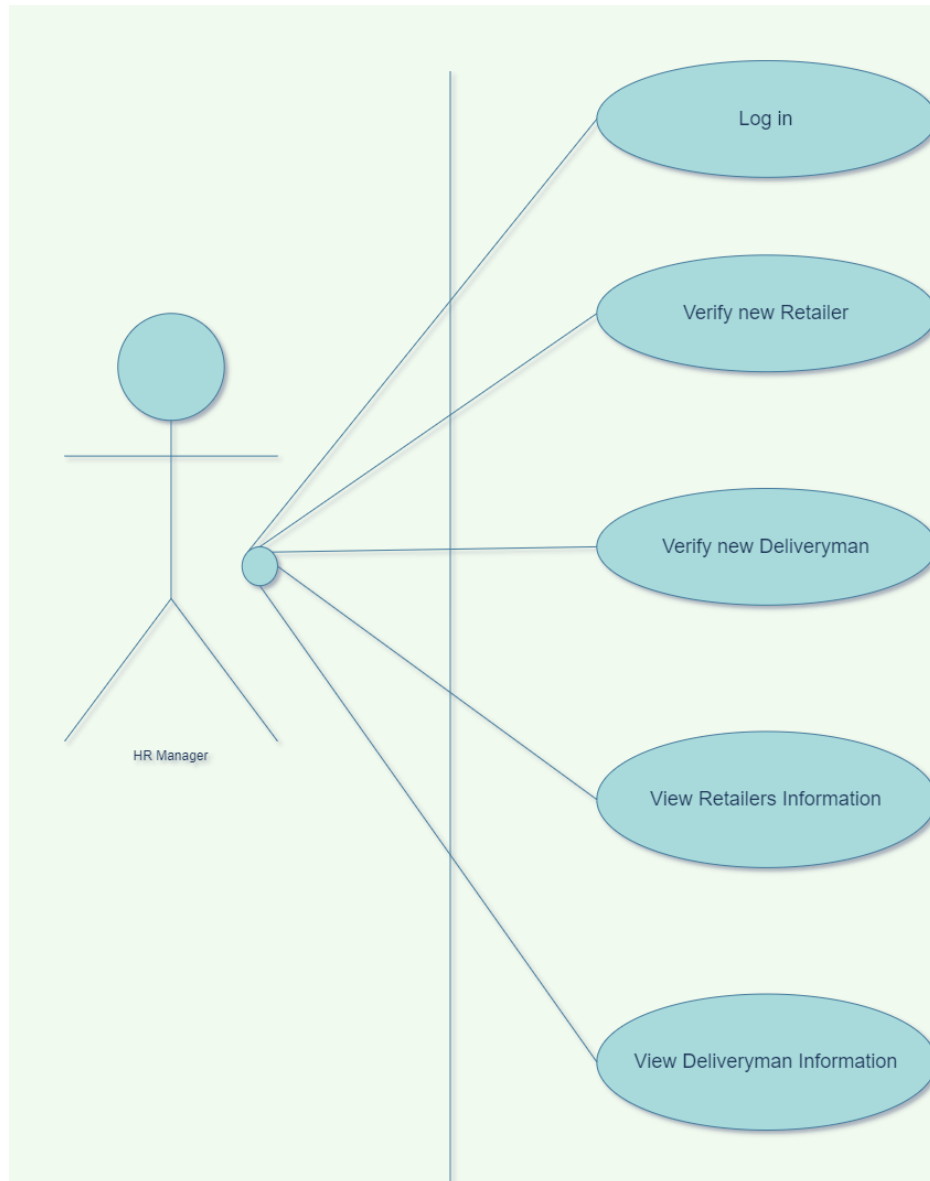 Log in
Verify new Retailer
Verify new Deliveryman
HR Manager
View Retailers Information
View Deliveryman Information